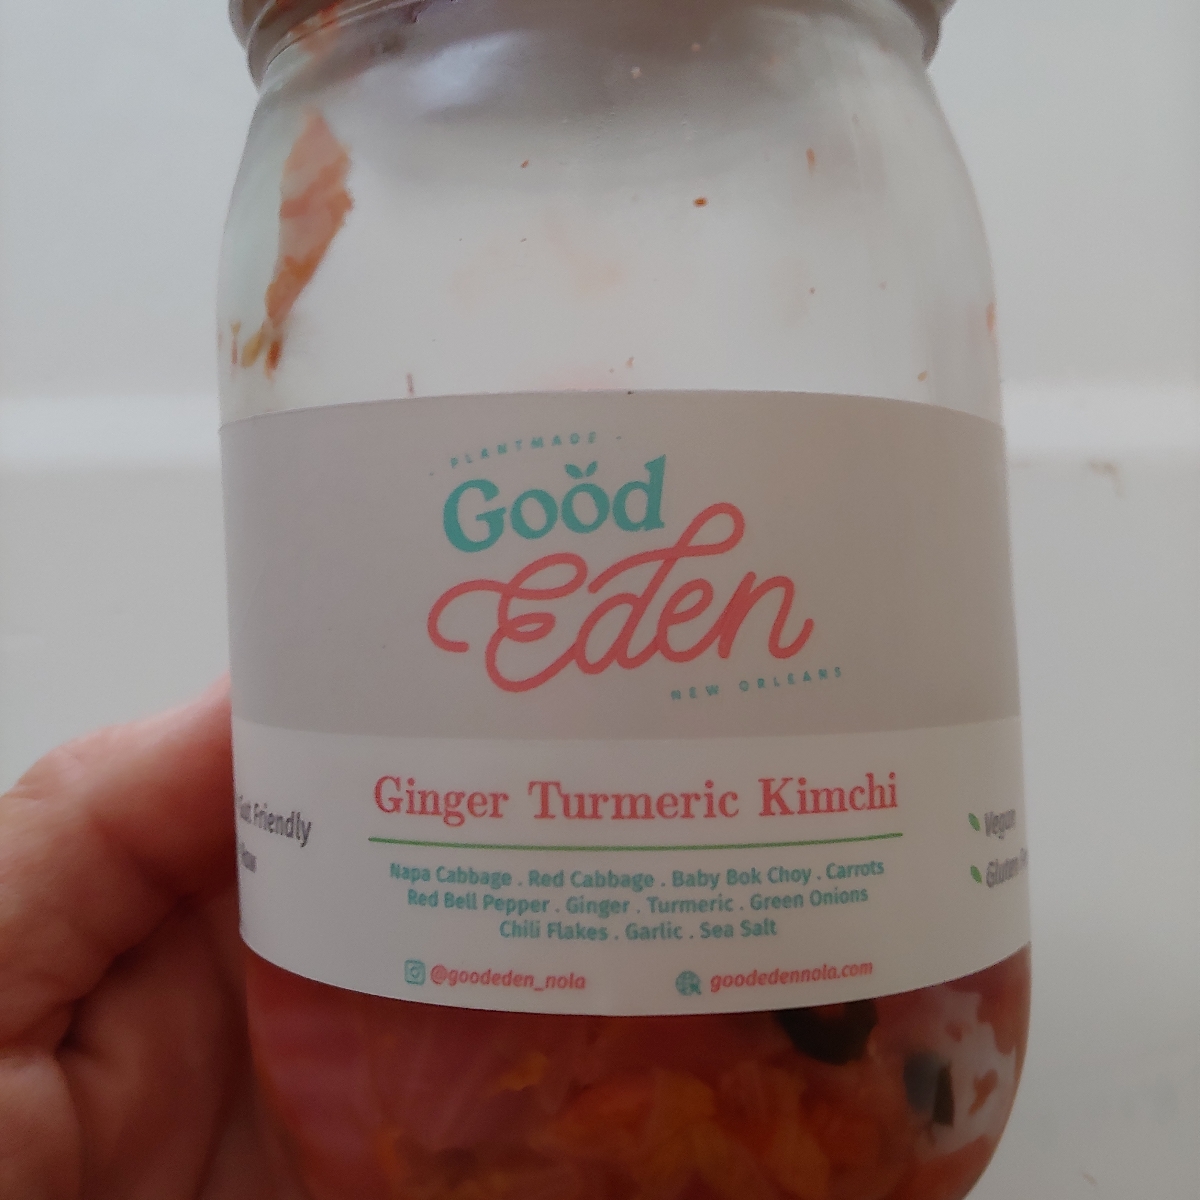 - PLANTMADE -
Good
Eden
NEW ORLEANS
Ginger Turmeric Kimchi
Napa Cabbage . Red Cabbage . Baby Bok Choy . Carrots
Red Bell Pepper . Ginger . Turmeric . Green Onions
Chili Flakes . Garlic . Sea Salt
@goodeden_nola
goodedennola.com
Friendly
Vegan